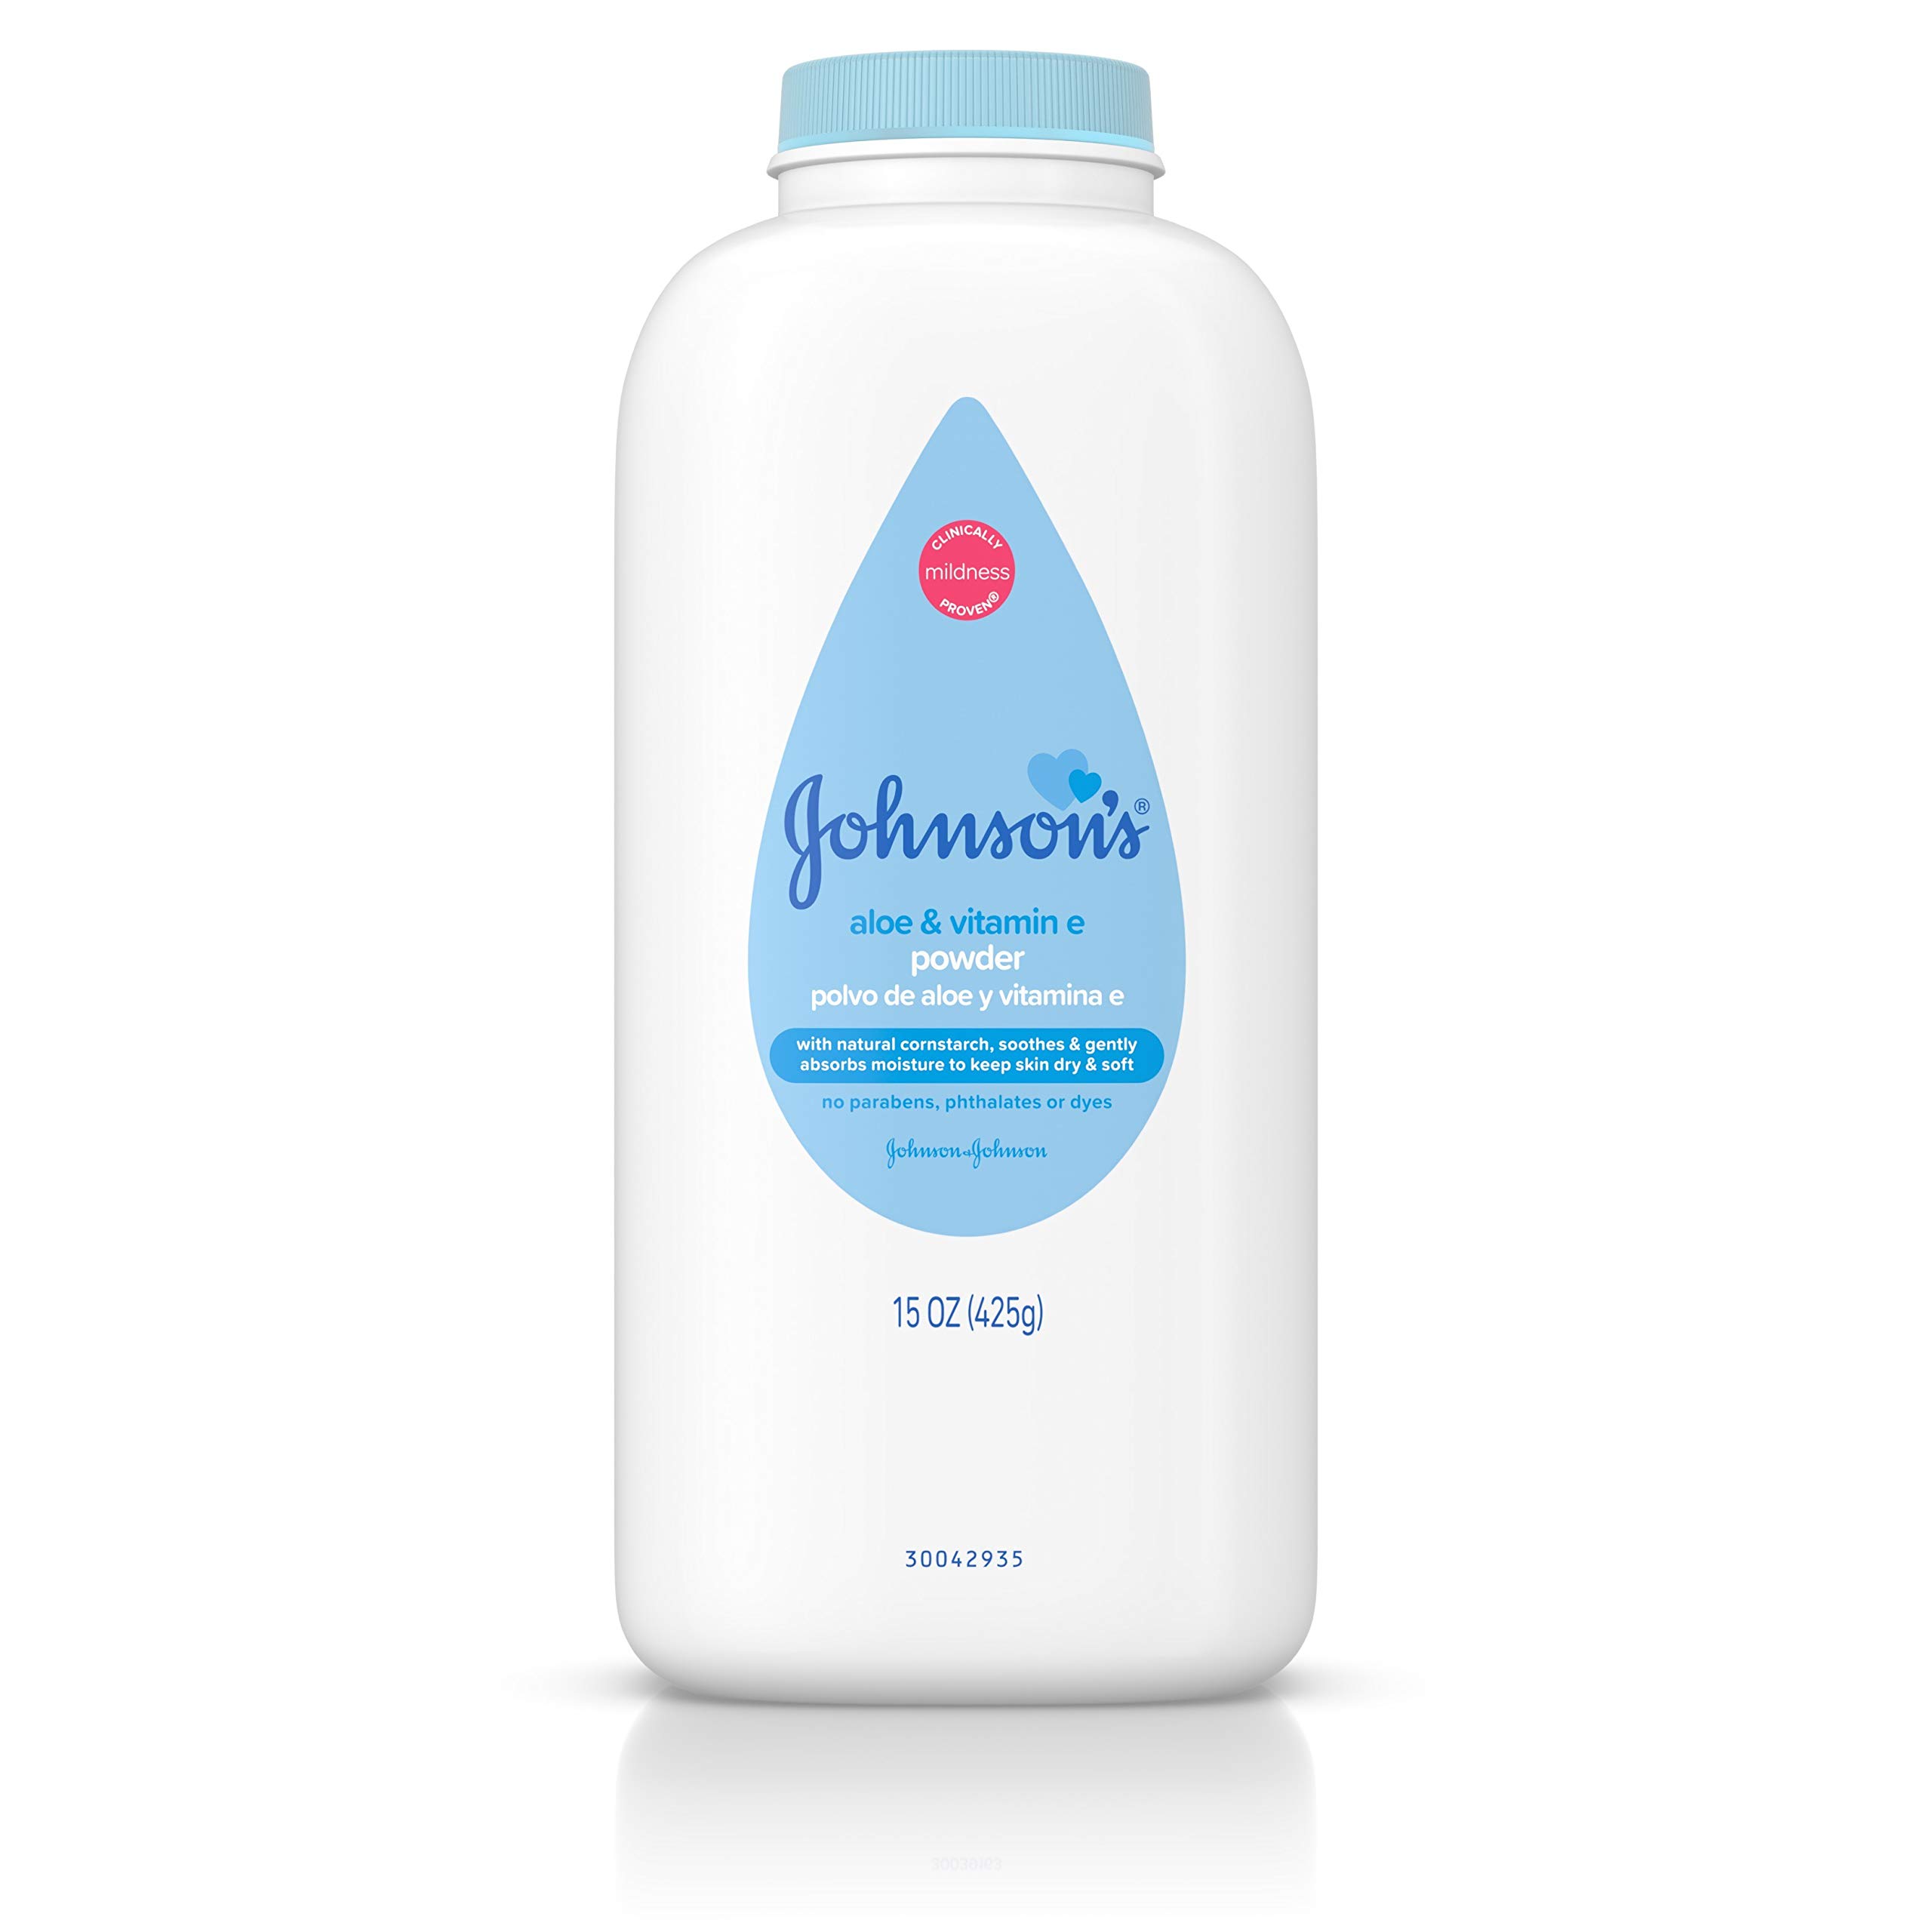 CLINICALLY
mildness
PROVEN®
Johnson's®
aloe & vitamin e
powder
polvo de aloe y vitamina e
with natural cornstarch, soothes & gently
absorbs moisture to keep skin dry & soft
no parabens, phthalates or dyes
Johnson & Johnson
15 OZ (425g)
30042935